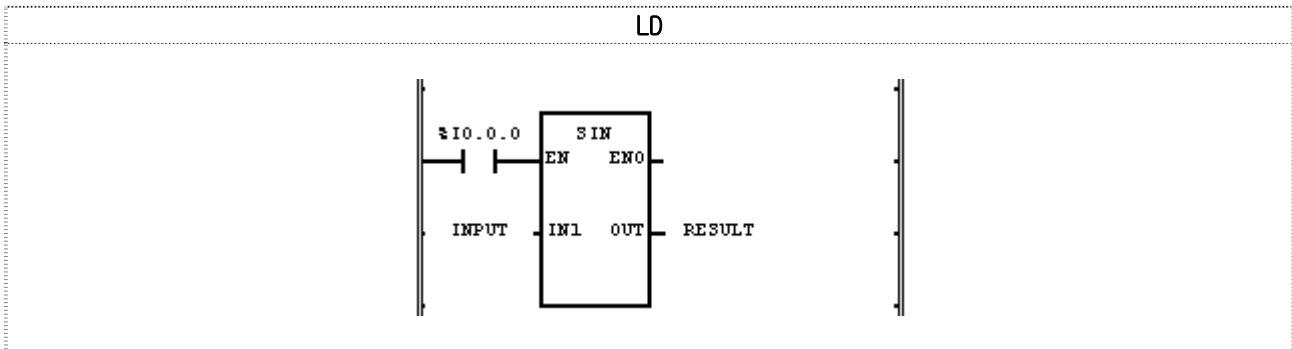 LD
%I0.0.0
SIN
EN ENO
INPUT IN1 OUT RESULT